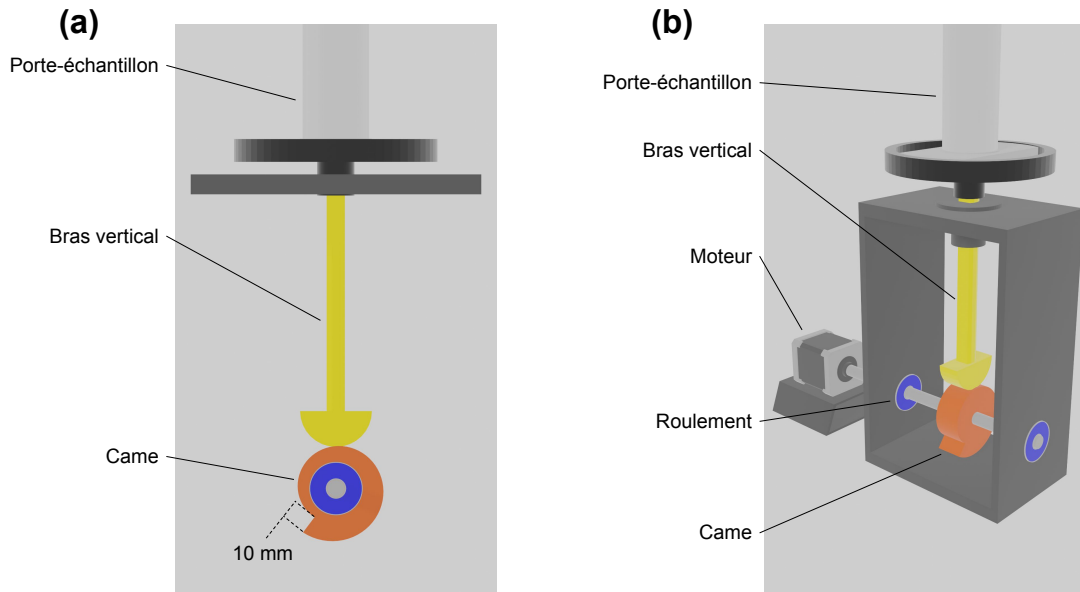 (a)
Porte-échantillon
Bras vertical
Came
10 mm
(b)
Porte-échantillon
Bras vertical
Moteur
Roulement
Came